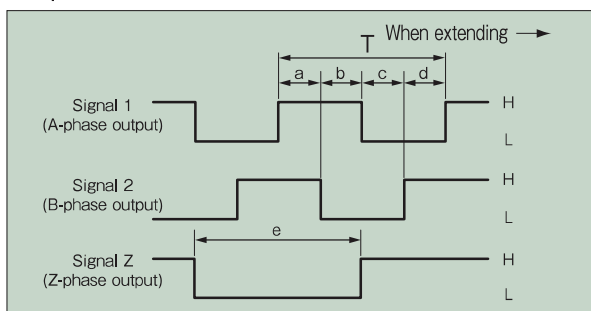 When extending
T
a b c d
Signal 1
(A-phase output)
H
L
Signal 2
(B-phase output)
H
L
e
Signal Z
(Z-phase output)
H
L